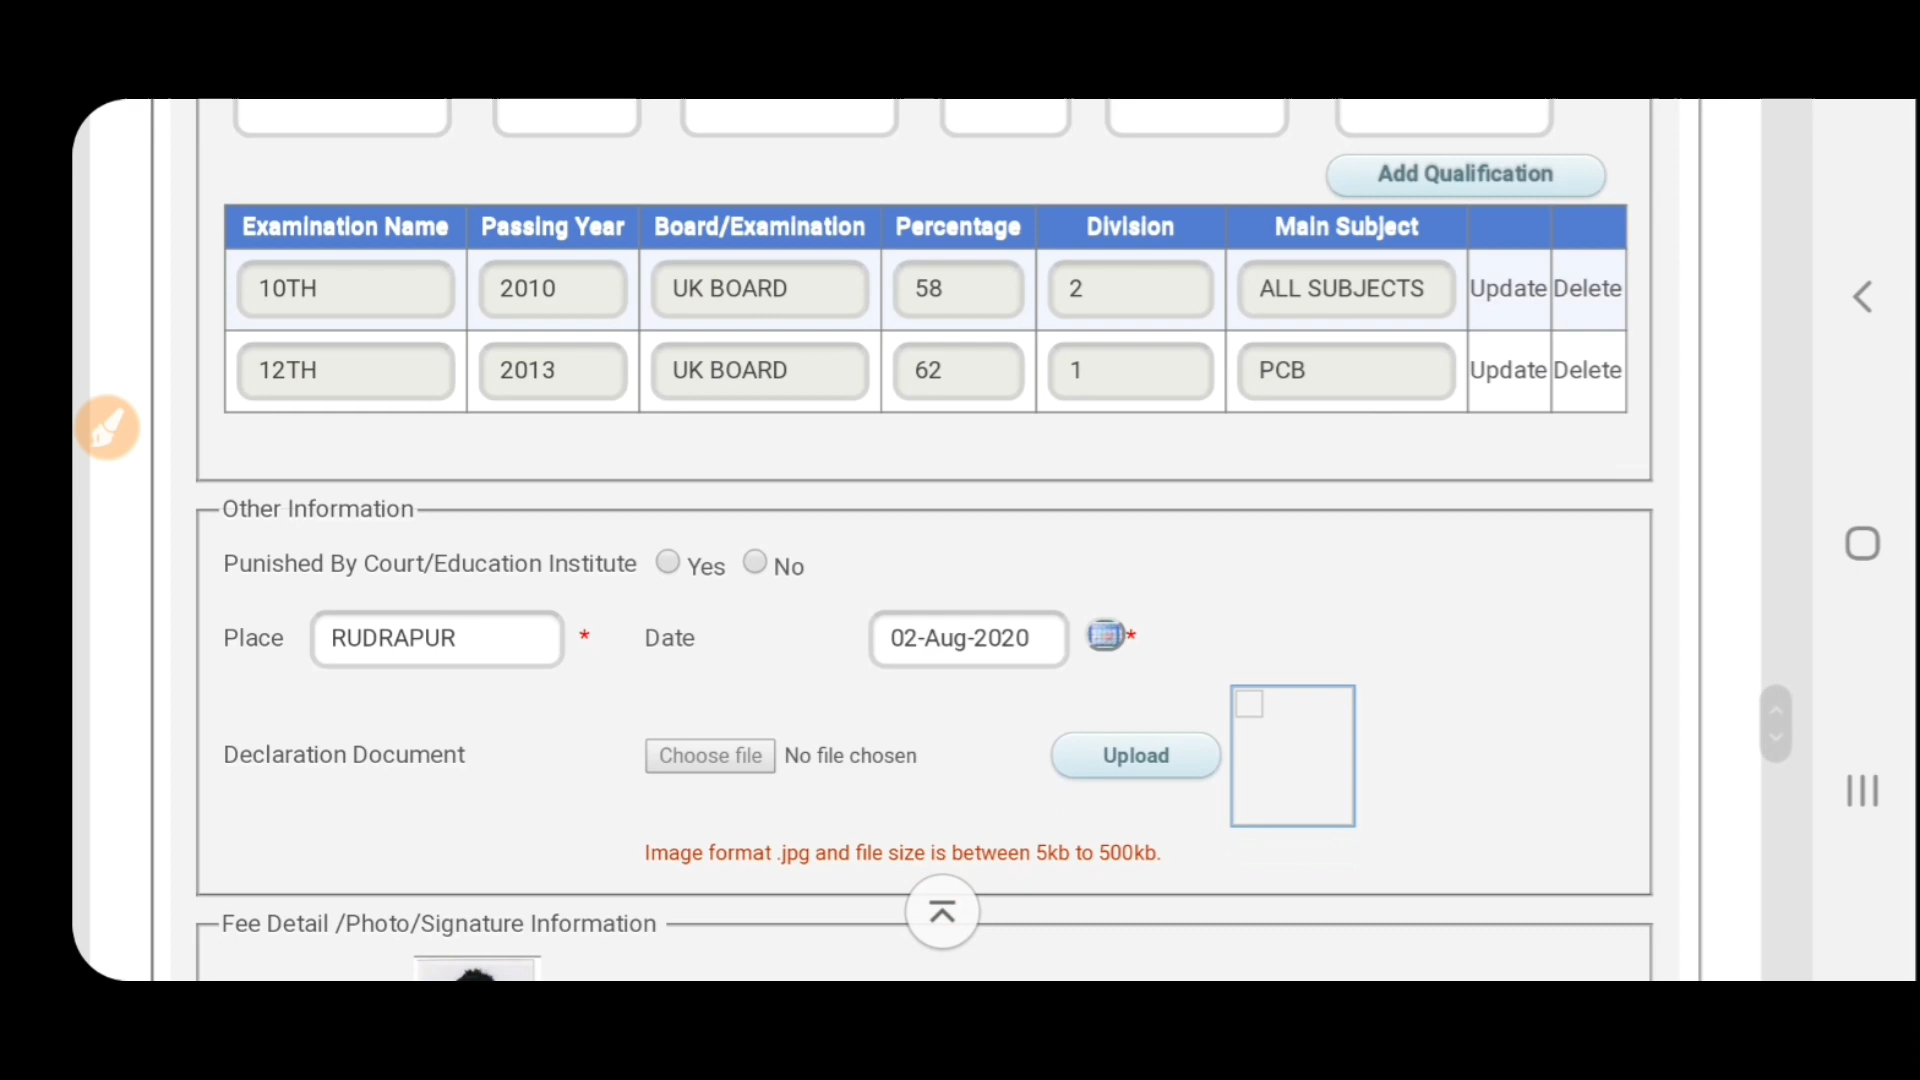 Add Qualification
Examination Name Passing Year Board/Examination Percentage Division Main Subject
10TH 2010 UK BOARD 58 2 ALL SUBJECTS Update Delete
12TH 2013 UK BOARD 62 1 PCB Update Delete
Other Information
Punished By Court/Education Institute Yes No
Place RUDRAPUR * Date 02-Aug-2020 *
Declaration Document Choose file No file chosen Upload
Image format .jpg and file size is between 5kb to 500kb.
Fee Detail /Photo/Signature Information